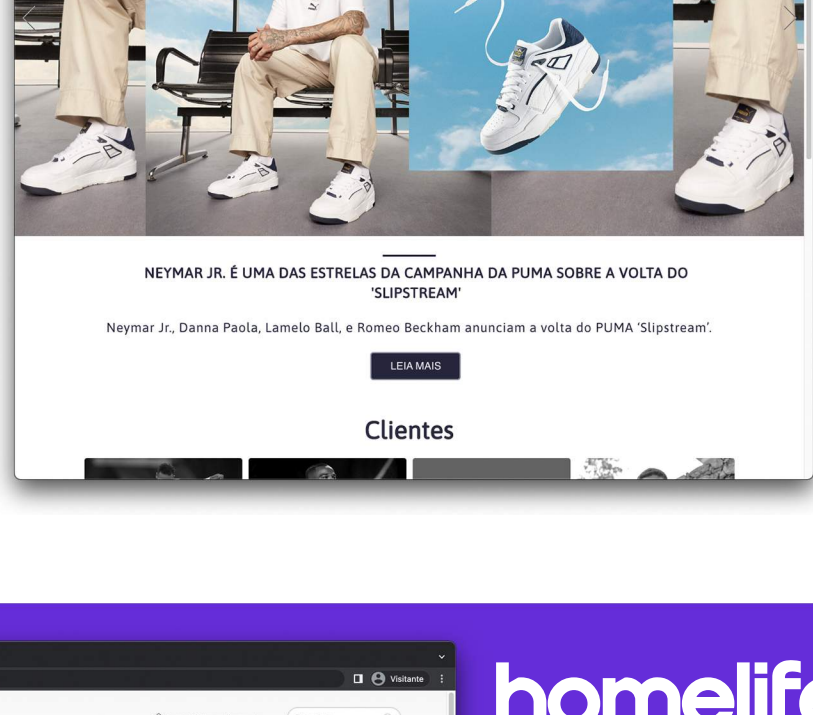 NEYMAR JR. É UMA DAS ESTRELAS DA CAMPANHA DA PUMA SOBRE A VOLTA DO
'SLIPSTREAM'
Neymar Jr., Danna Paola, Lamelo Ball, e Romeo Beckham anunciam a volta do PUMA ‘Slipstream’.
LEIA MAIS
Clientes
Visitante
homelife